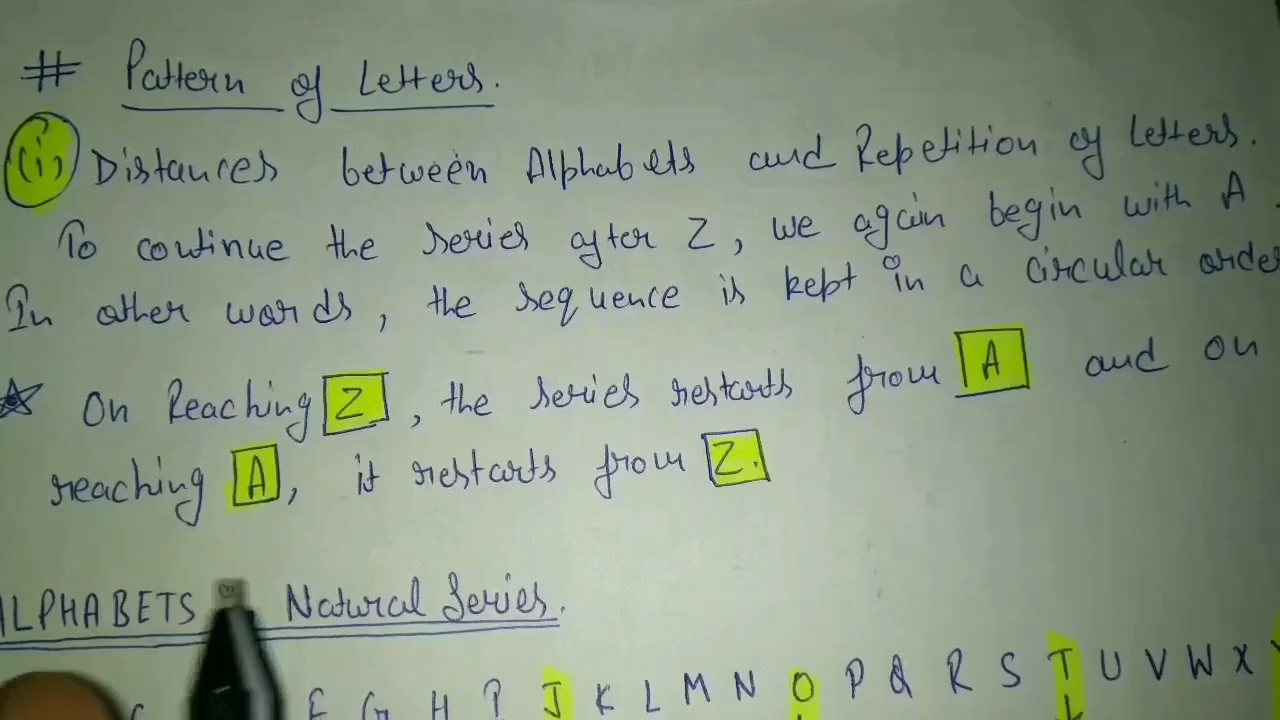 # Pattern of Letters.
(i) Distances between Alphabets and Repetition of Letters.
To continue the series after Z, we again begin with A.
In other words, the sequence is kept in a circular order
☆ On Reaching Z, the series restarts from A and on
reaching A, it restarts from Z.
ALPHABETS Natural Series.
F G H I J K L M N O P Q R S T U V W X